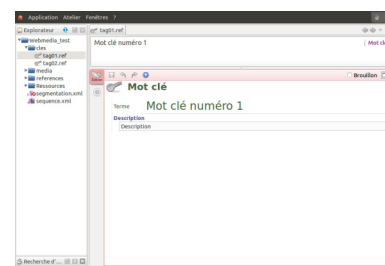 Application Atelier Fenêtres ?
Explorateur
webmedia_test
cles
tag01.ref
tag02.ref
media
references
Ressources
segmentation.xml
sequence.xml
Recherche d'...
tag01.ref
Mot clé numéro 1
Mot clé
Brouillon
Mot clé
Terme Mot clé numéro 1
Description
Description